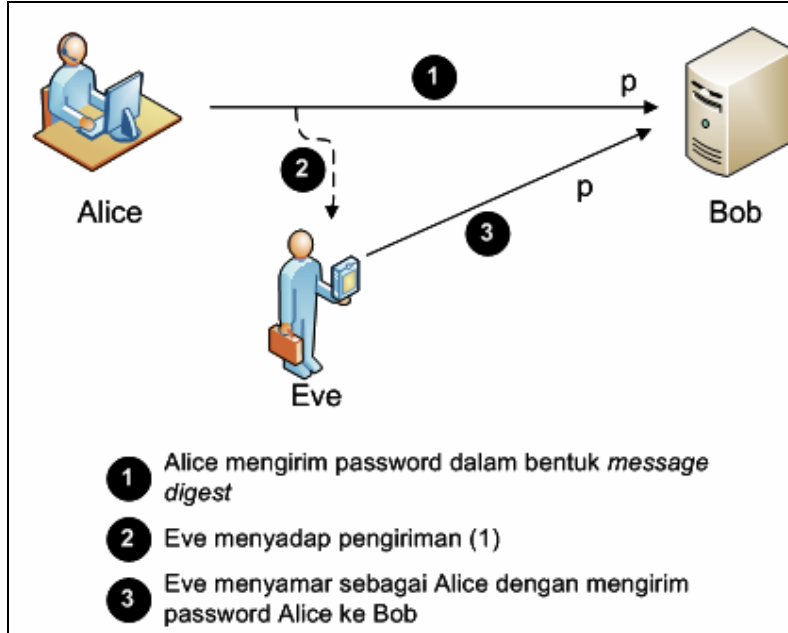 1
p
Alice
2
3
p
Bob
Eve
1 Alice mengirim password dalam bentuk message
digest
2 Eve menyadap pengiriman (1)
3 Eve menyamar sebagai Alice dengan mengirim
password Alice ke Bob